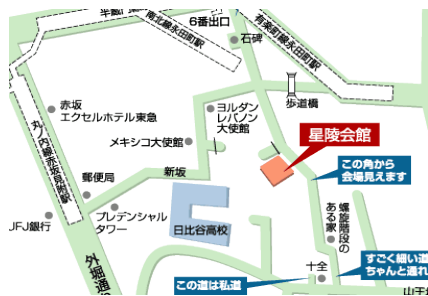 6番出口
南北線永田町駅
有楽町線永田町駅
石碑
赤坂
エクセルホテル東急
ヨルダン
レバノン
大使館
歩道橋
メキシコ大使館
星陵会館
この角から
会場見えます
丸ノ内線赤坂見附駅
新坂
郵便局
プレデンシャル
タワー
日比谷高校
螺旋階段の
ある家
UFJ銀行
外堀通り
すごく細い道
ちゃんと通れ
十全
この道は私道